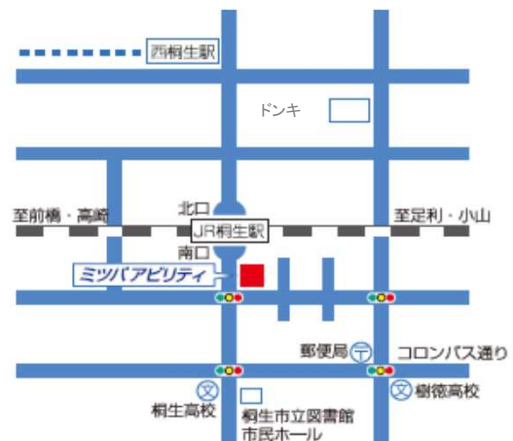 西桐生駅
ドンキ
北口
至前橋・高崎
至足利・小山
JR桐生駅
南口
ミツバアビリティ
郵便局
コロンバス通り
文
文
樹徳高校
桐生高校
桐生市立図書館
市民ホール